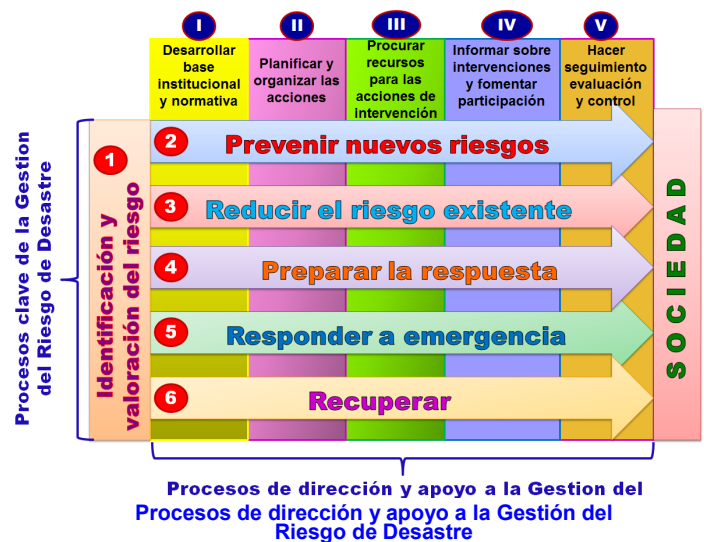 I
II
III
IV
V
Desarrollar
base
institucional
y normativa
Planificar y
organizar las
acciones
Procurar
recursos
para las
acciones de
intervención
Informar sobre
intervenciones
y fomentar
participación
Hacer
seguimiento
evaluación
y control
Procesos clave de la Gestion
del Riesgo de Desastre
1
Identificación y
valoración del riesgo
2
Prevenir nuevos riesgos
3
Reducir el riesgo existente
4
Preparar la respuesta
5
Responder a emergencia
6
Recuperar
SOCIEDAD
Procesos de dirección y apoyo a la Gestion del
Procesos de dirección y apoyo a la Gestión del
Riesgo de Desastre